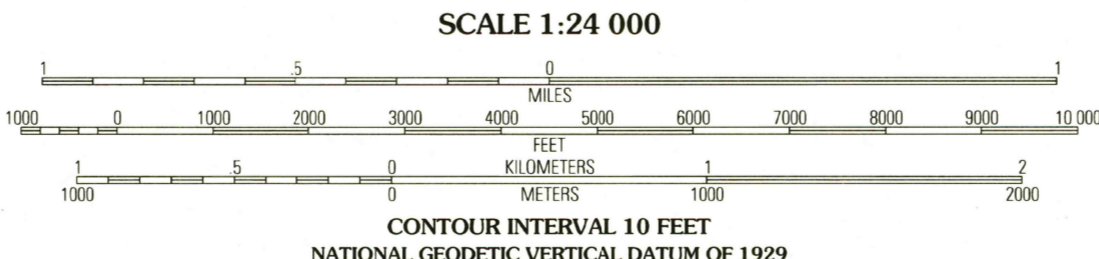 SCALE 1:24 000
1 .5 0 1
MILES
1000 0 1000 2000 3000 4000 5000 6000 7000 8000 9000 10 000
FEET
1 .5 0 KILOMETERS 1 2
1000 0 METERS 1000 2000
CONTOUR INTERVAL 10 FEET
NATIONAL GEODETIC VERTICAL DATUM OF 1929